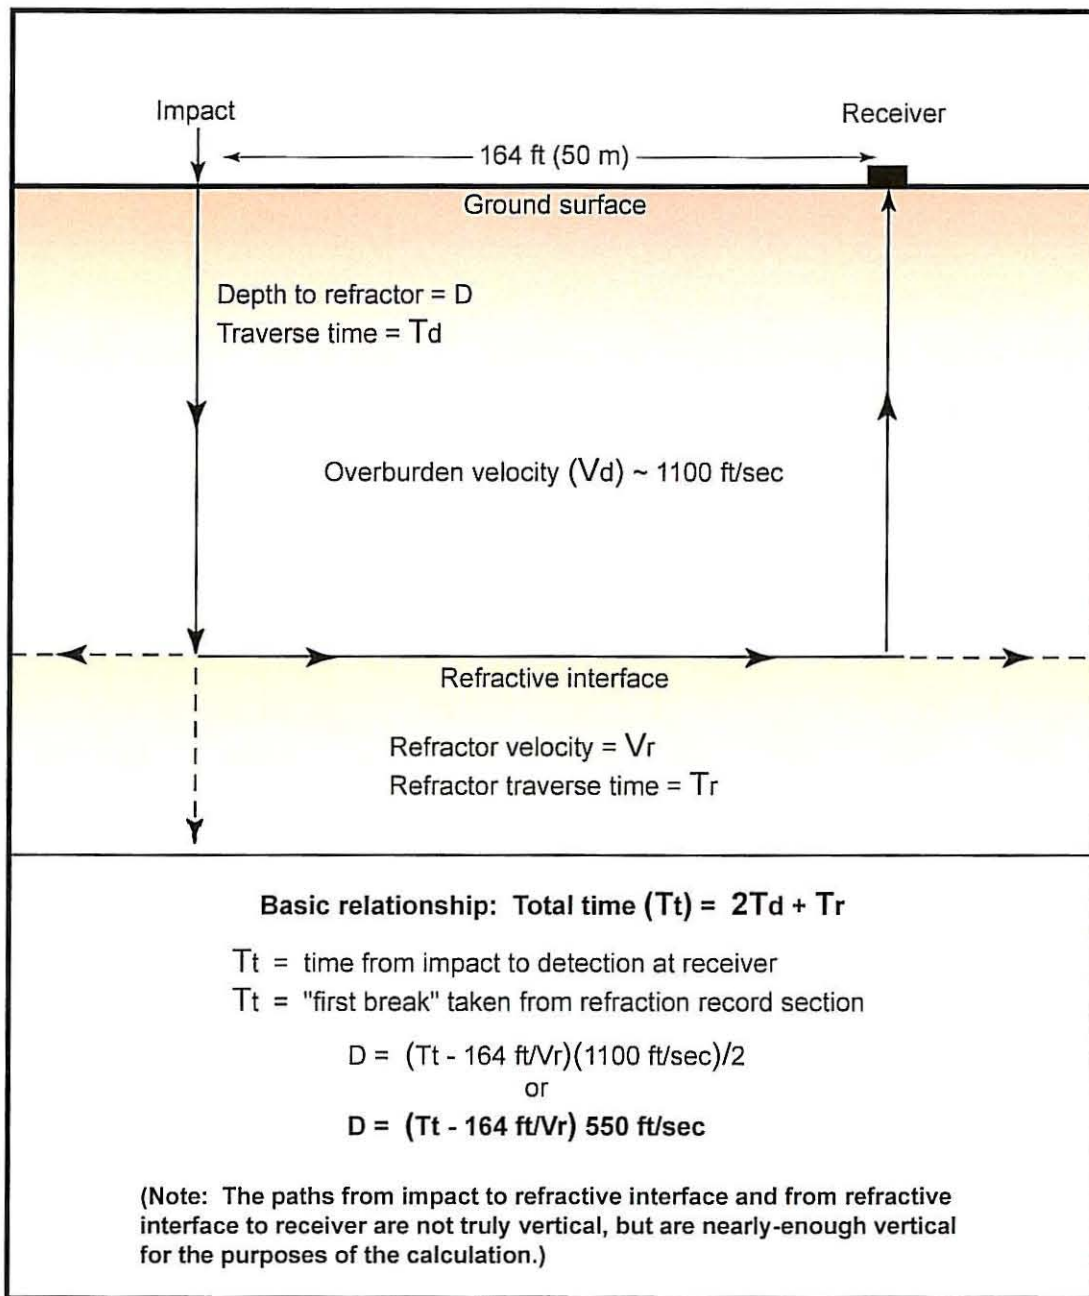 Impact
Receiver
164 ft (50 m)
Ground surface
Depth to refractor = D
Traverse time = Td
Overburden velocity (Vd) ~ 1100 ft/sec
Refractive interface
Refractor velocity = Vr
Refractor traverse time = Tr
Basic relationship: Total time (Tt) = 2Td + Tr
Tt = time from impact to detection at receiver
Tt = "first break" taken from refraction record section
D = (Tt - 164 ft/Vr)(1100 ft/sec)/2
or
D = (Tt - 164 ft/Vr) 550 ft/sec
(Note: The paths from impact to refractive interface and from refractive
interface to receiver are not truly vertical, but are nearly-enough vertical
for the purposes of the calculation.)